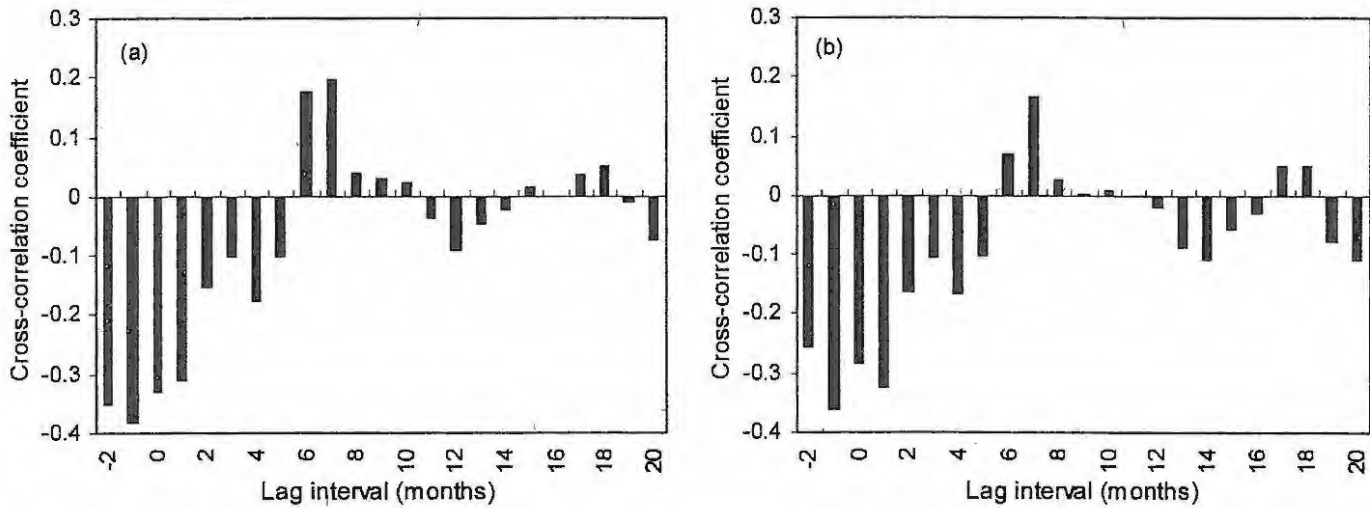 0.3
(a)
0.2
0.1
0
-0.1
-0.2
-0.3
-0.4
Cross-correlation coefficient
-2 0 2 4 6 8 10 12 14 16 18 20
Lag interval (months)
0.3
(b)
0.2
0.1
0
-0.1
-0.2
-0.3
-0.4
Cross-correlation coefficient
-2 0 2 4 6 8 10 12 14 16 18 20
Lag interval (months)